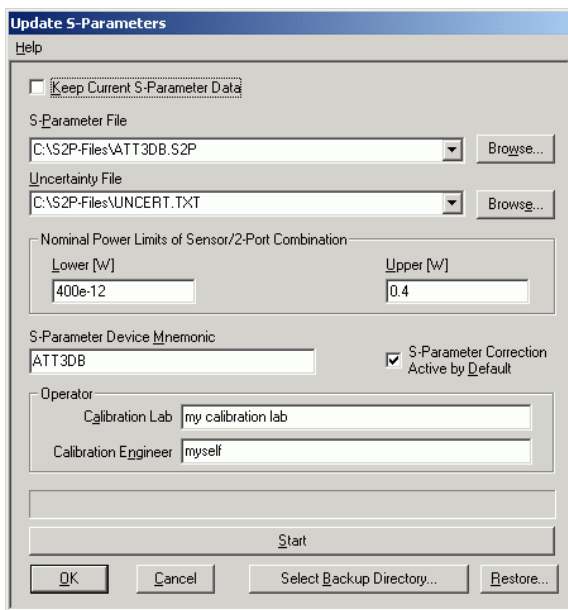 Update S-Parameters
Help
Keep Current S-Parameter Data
S-Parameter File
C:\S2P-Files\ATT3DB.S2P Browse...
Uncertainty File
C:\S2P-Files\UNCERT.TXT Browse...
Nominal Power Limits of Sensor/2-Port Combination
Lower [W] Upper [W]
400e-12 0.4
S-Parameter Device Mnemonic
ATT3DB
S-Parameter Correction
Active by Default
Operator
Calibration Lab my calibration lab
Calibration Engineer myself
Start
OK Cancel Select Backup Directory... Restore...